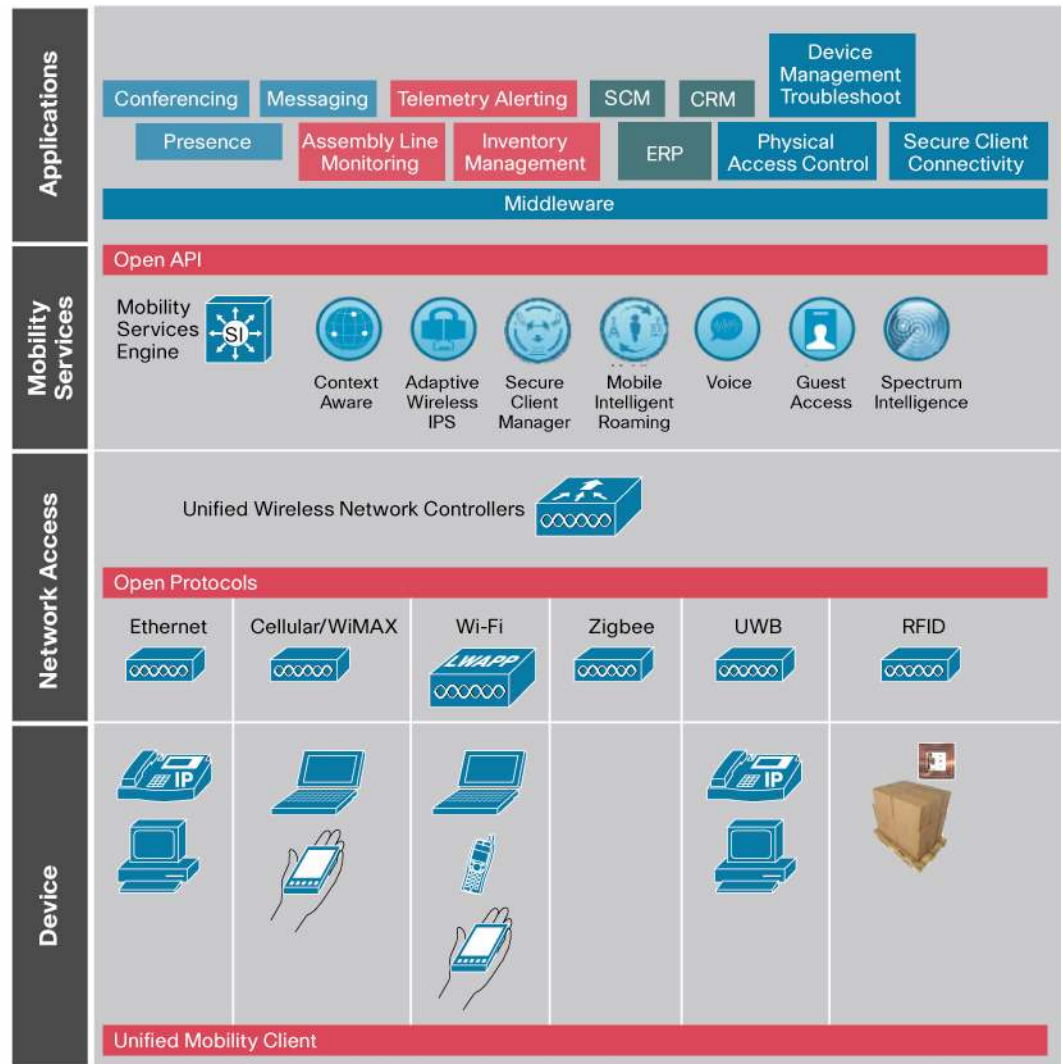 Applications
Conferencing
Messaging
Telemetry Alerting
SCM
CRM
Device
Management
Troubleshoot
Presence
Assembly Line
Monitoring
Inventory
Management
ERP
Physical
Access Control
Secure Client
Connectivity
Middleware
Mobility
Services
Open API
Mobility
Services
Engine
SI
Context
Aware
Adaptive
Wireless
IPS
Secure
Client
Manager
Mobile
Intelligent
Roaming
Voice
Guest
Access
Spectrum
Intelligence
Network Access
Unified Wireless Network Controllers
Open Protocols
Ethernet
Cellular/WiMAX
Wi-Fi
Zigbee
UWB
RFID
LWAPP
Device
IP
IP
Unified Mobility Client